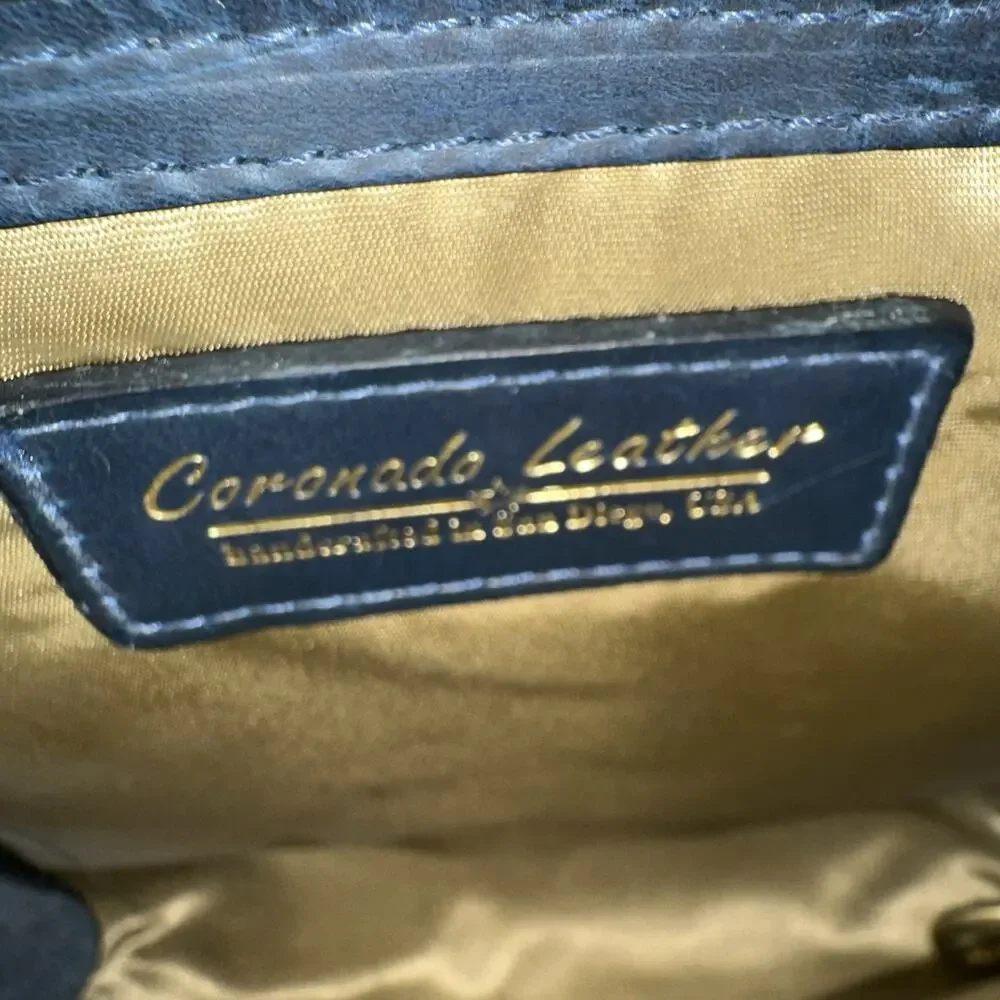 Coronado Leather
handcrafted in San Diego, USA